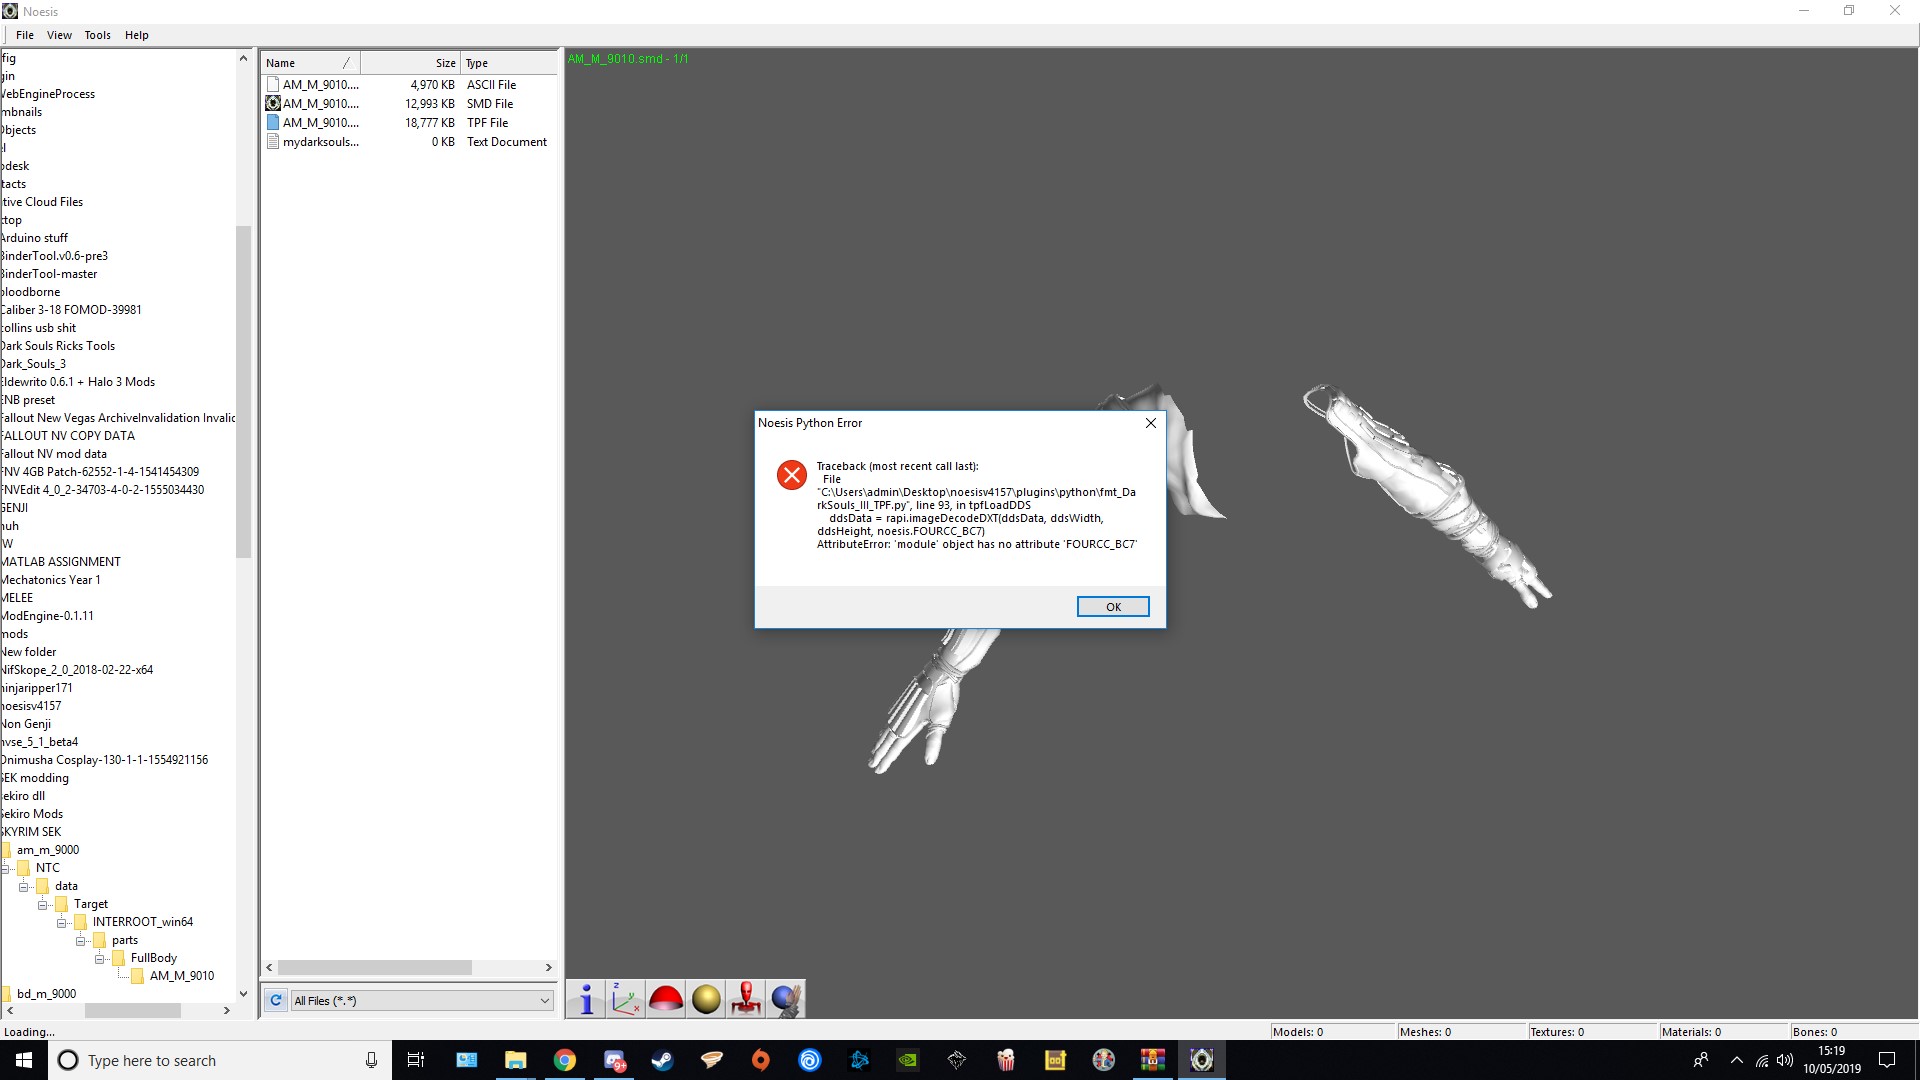 Noesis
File View Tools Help
fig
gin
VebEngineProcess
mbnails
Objects
el
odesk
tacts
tive Cloud Files
ktop
Arduino stuff
BinderTool.v0.6-pre3
BinderTool-master
bloodborne
Caliber 3-18 FOMOD-39981
collins usb shit
Dark Souls Ricks Tools
Dark_Souls_3
Eldewrito 0.6.1 + Halo 3 Mods
ENB preset
Fallout New Vegas ArchiveInvalidation Invalic
FALLOUT NV COPY DATA
Fallout NV mod data
FNV 4GB Patch-62552-1-4-1541454309
FNVEdit 4_0_2-34703-4-0-2-1555034430
GENJI
huh
W
MATLAB ASSIGNMENT
Mechatonics Year 1
MELEE
ModEngine-0.1.11
mods
New folder
NifSkope_2_0_2018-02-22-x64
ninjaripper171
noesisv4157
Non Genji
nvse_5_1_beta4
Onimusha Cosplay-130-1-1-1554921156
SEK modding
sekiro dll
Sekiro Mods
SKYRIM SEK
am_m_9000
NTC
data
Target
INTERROOT_win64
parts
FullBody
AM_M_9010
bd_m_9000
Name Size Type
AM_M_9010.... 4,970 KB ASCII File
AM_M_9010.... 12,993 KB SMD File
AM_M_9010.... 18,777 KB TPF File
mydarksouls... 0 KB Text Document
All Files (*.*)
AM_M_9010.smd - 1/1
Noesis Python Error
Traceback (most recent call last):
File
"C:\Users\admin\Desktop\noesisv4157\plugins\python\fmt_Da
rkSouls_III_TPF.py", line 93, in tpfLoadDDS
ddsData = rapi.imageDecodeDXT(ddsData, ddsWidth,
ddsHeight, noesis.FOURCC_BC7)
AttributeError: 'module' object has no attribute 'FOURCC_BC7'
OK
Loading...
Models: 0 Meshes: 0 Textures: 0 Materials: 0 Bones: 0
Type here to search
9+
15:19
10/05/2019